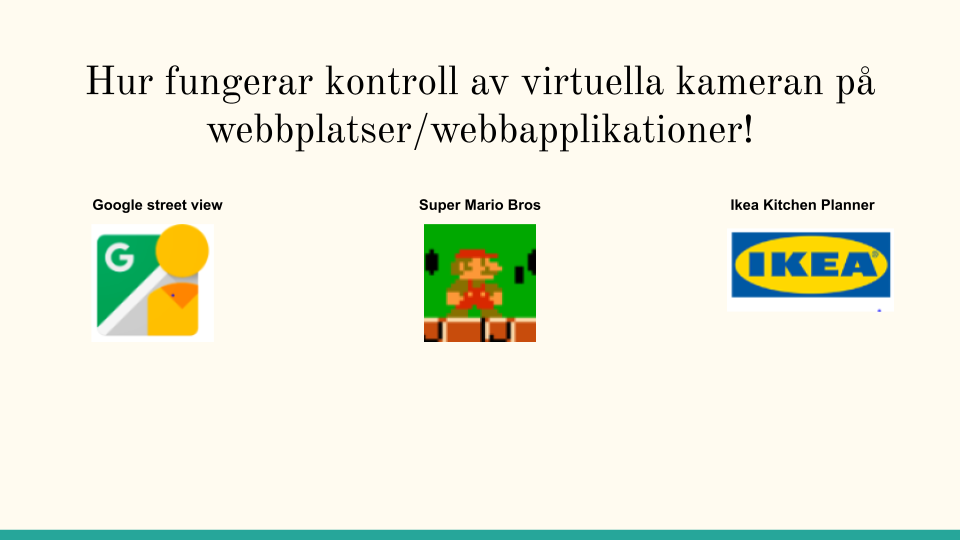 Hur fungerar kontroll av virtuella kameran på
webbplatser/webbapplikationer!
Google street view
Super Mario Bros
Ikea Kitchen Planner
G
IKEA®